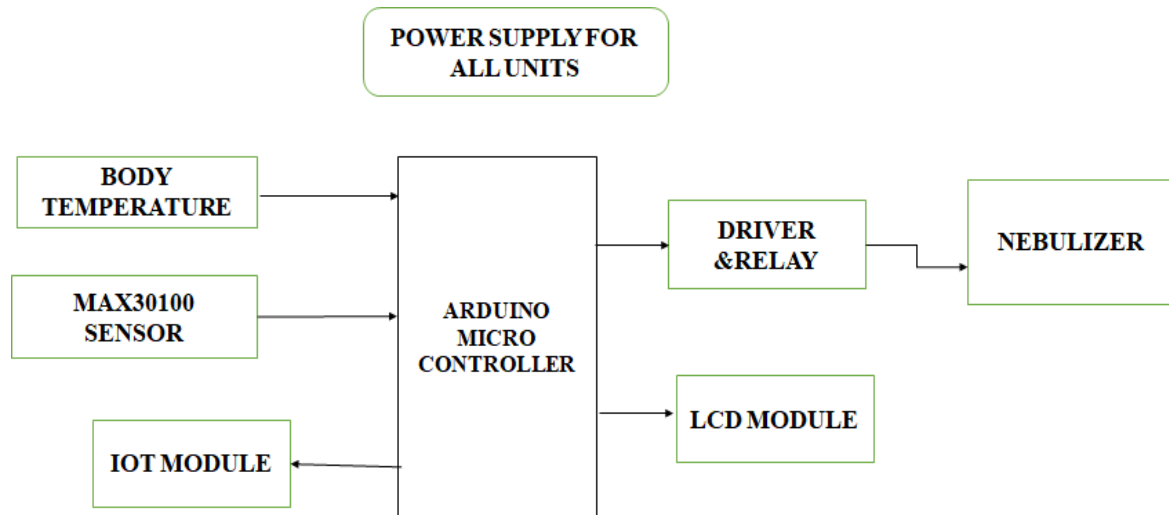 POWER SUPPLY FOR
ALL UNITS
BODY
TEMPERATURE
MAX30100
SENSOR
IOT MODULE
ARDUINO
MICRO
CONTROLLER
DRIVER
&RELAY
LCD MODULE
NEBULIZER